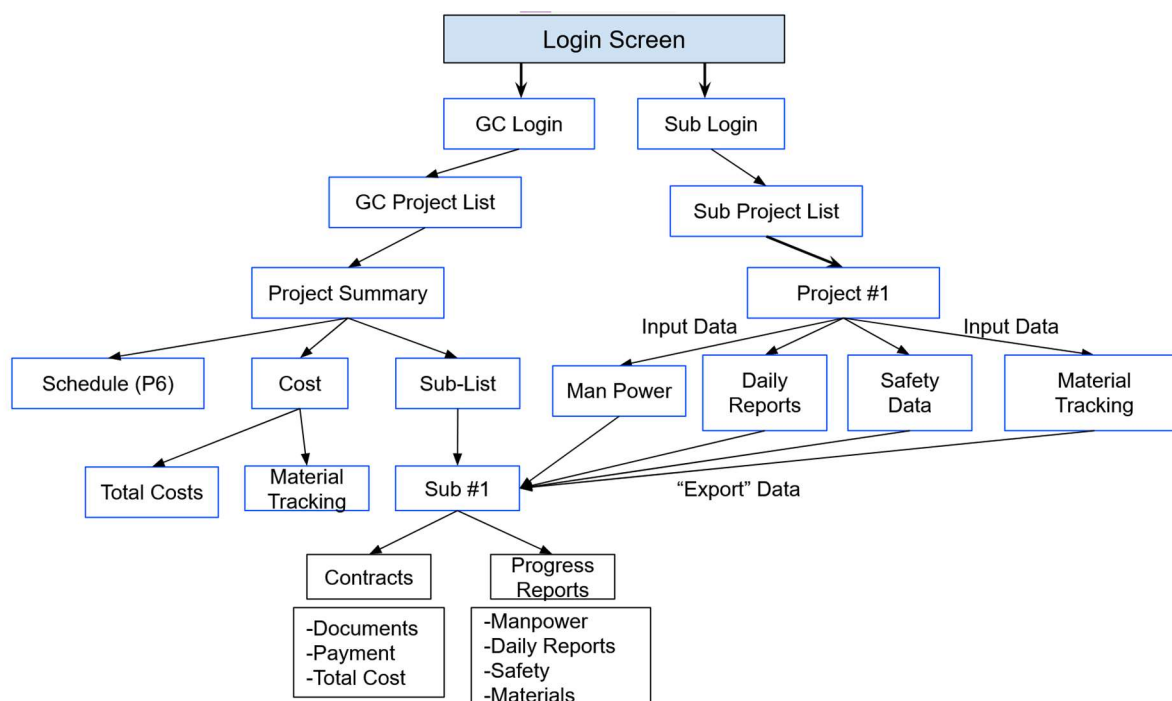 Login Screen
GC Login
Sub Login
GC Project List
Sub Project List
Project Summary
Project #1
Input Data
Input Data
Schedule (P6)
Cost
Sub-List
Man Power
Daily
Reports
Safety
Data
Material
Tracking
Total Costs
Material
Tracking
Sub #1
“Export” Data
Contracts
Progress
Reports
-Documents
-Payment
-Total Cost
-Manpower
-Daily Reports
-Safety
-Materials